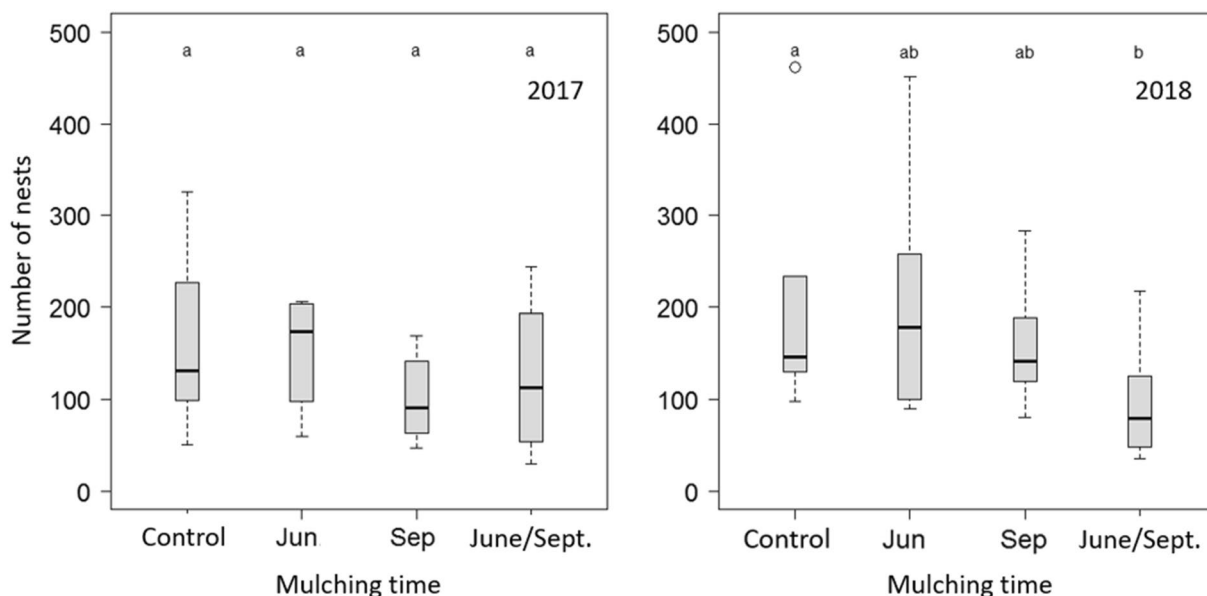 Number of nests
500
400
300
200
100
0
a a a a
2017
Control Jun Sep June/Sept.
Mulching time
500
400
300
200
100
0
a ab ab b
2018
Control Jun Sep June/Sept.
Mulching time